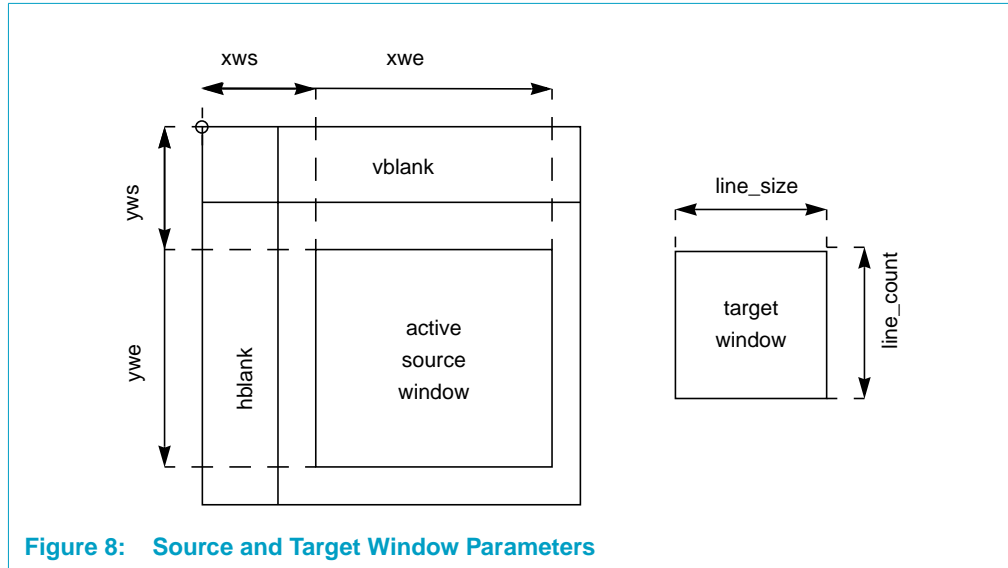 xws xwe
vblank
yws
line_size
line_count
target
window
active
source
window
ywe
hblank
Figure 8: Source and Target Window Parameters